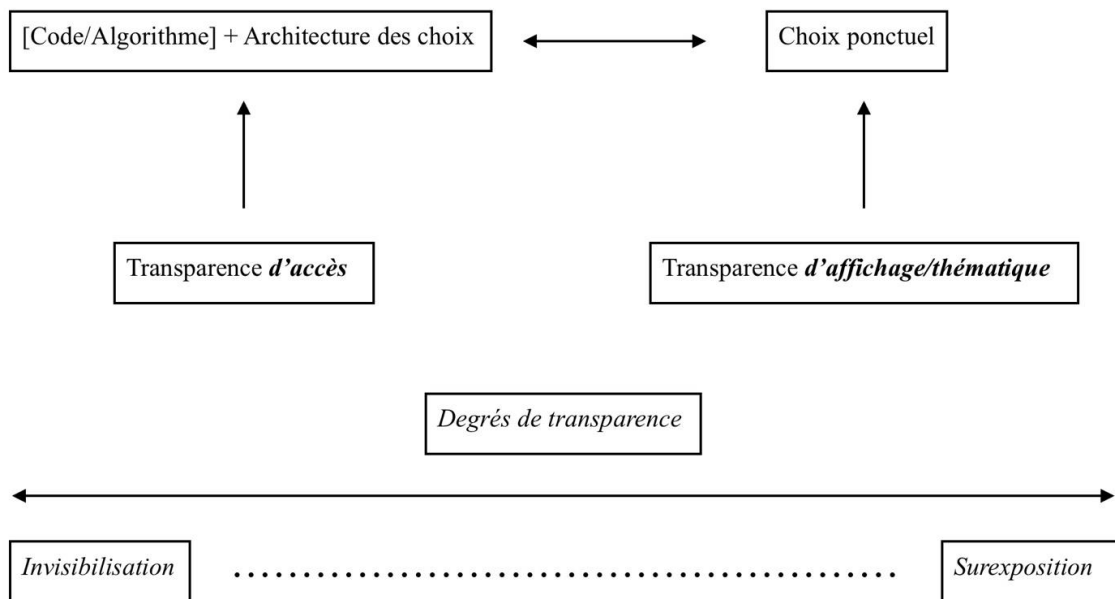 [Code/Algorithme] + Architecture des choix
Choix ponctuel
Transparence d’accès
Transparence d’affichage/thématique
Degrés de transparence
Invisibilisation
Surexposition